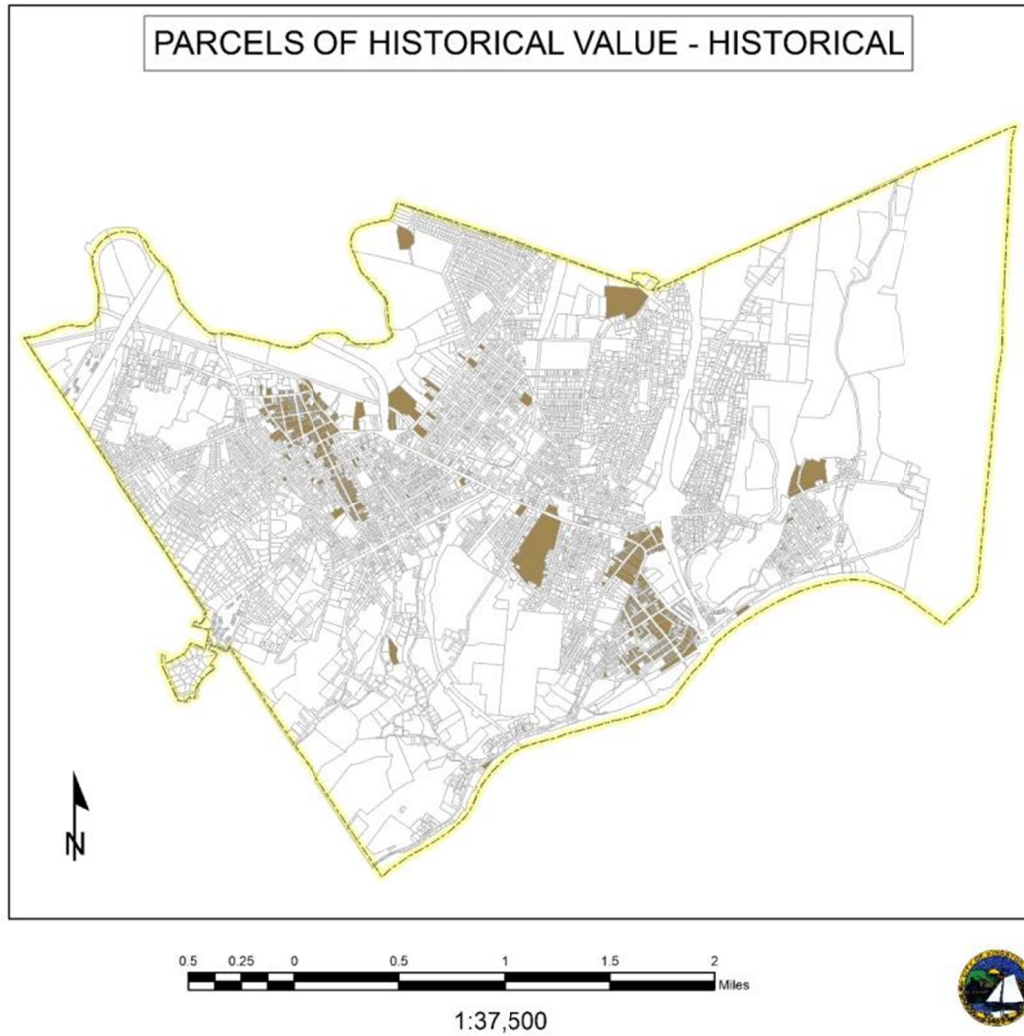 PARCELS OF HISTORICAL VALUE - HISTORICAL
N
0.5 0.25 0 0.5 1 1.5 2
Miles
1:37,500